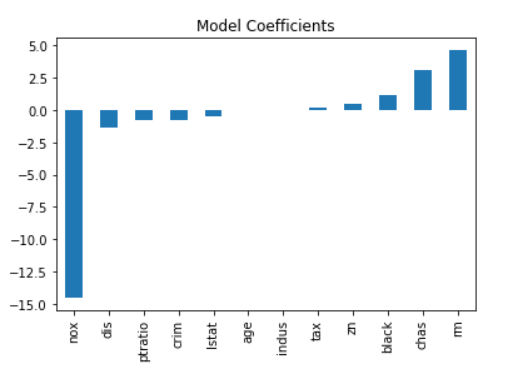 Model Coefficients
5.0
2.5
0.0
−2.5
−5.0
−7.5
−10.0
−12.5
−15.0
nox
dis
ptratio
crim
lstat
age
indus
tax
zn
black
chas
rm